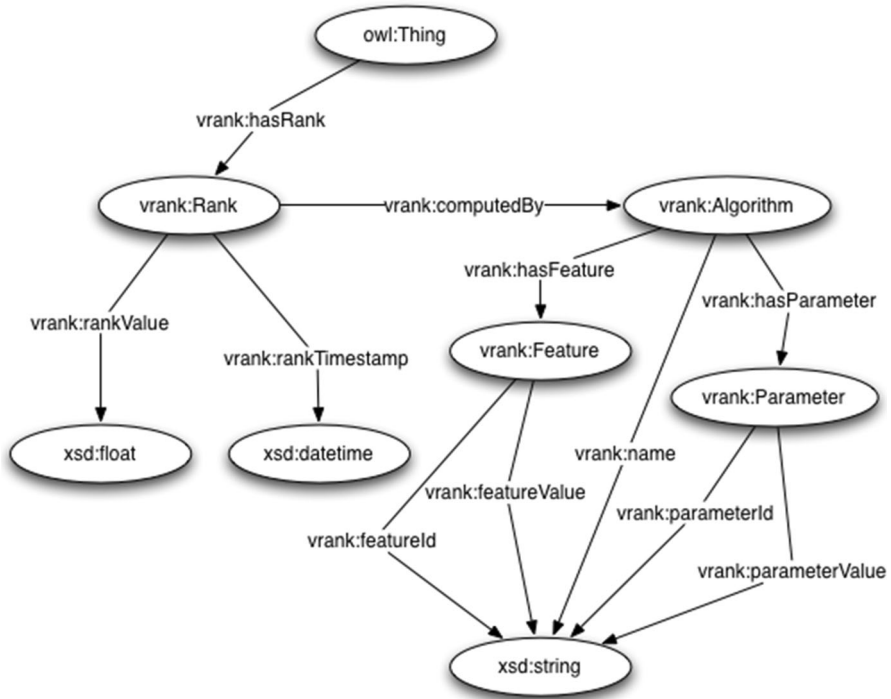 owl:Thing
vrank:hasRank
vrank:Rank
vrank:computedBy
vrank:Algorithm
vrank:hasFeature
vrank:hasParameter
vrank:rankValue
vrank:rankTimestamp
vrank:Feature
vrank:Parameter
xsd:float
xsd:datetime
vrank:name
vrank:featureValue
vrank:parameterId
vrank:featureId
vrank:parameterValue
xsd:string